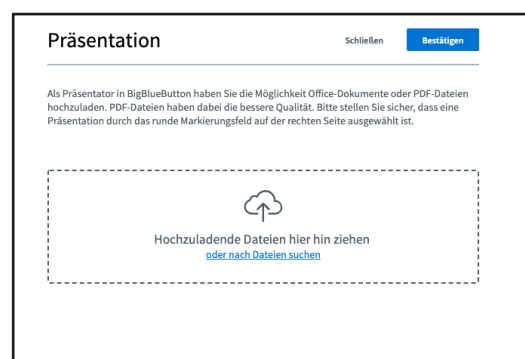 Präsentation
Schließen
Bestätigen
Als Präsentator in BigBlueButton haben Sie die Möglichkeit Office-Dokumente oder PDF-Dateien
hochzuladen. PDF-Dateien haben dabei die bessere Qualität. Bitte stellen Sie sicher, dass eine
Präsentation durch das runde Markierungsfeld auf der rechten Seite ausgewählt ist.
Hochzuladende Dateien hier hin ziehen
oder nach Dateien suchen